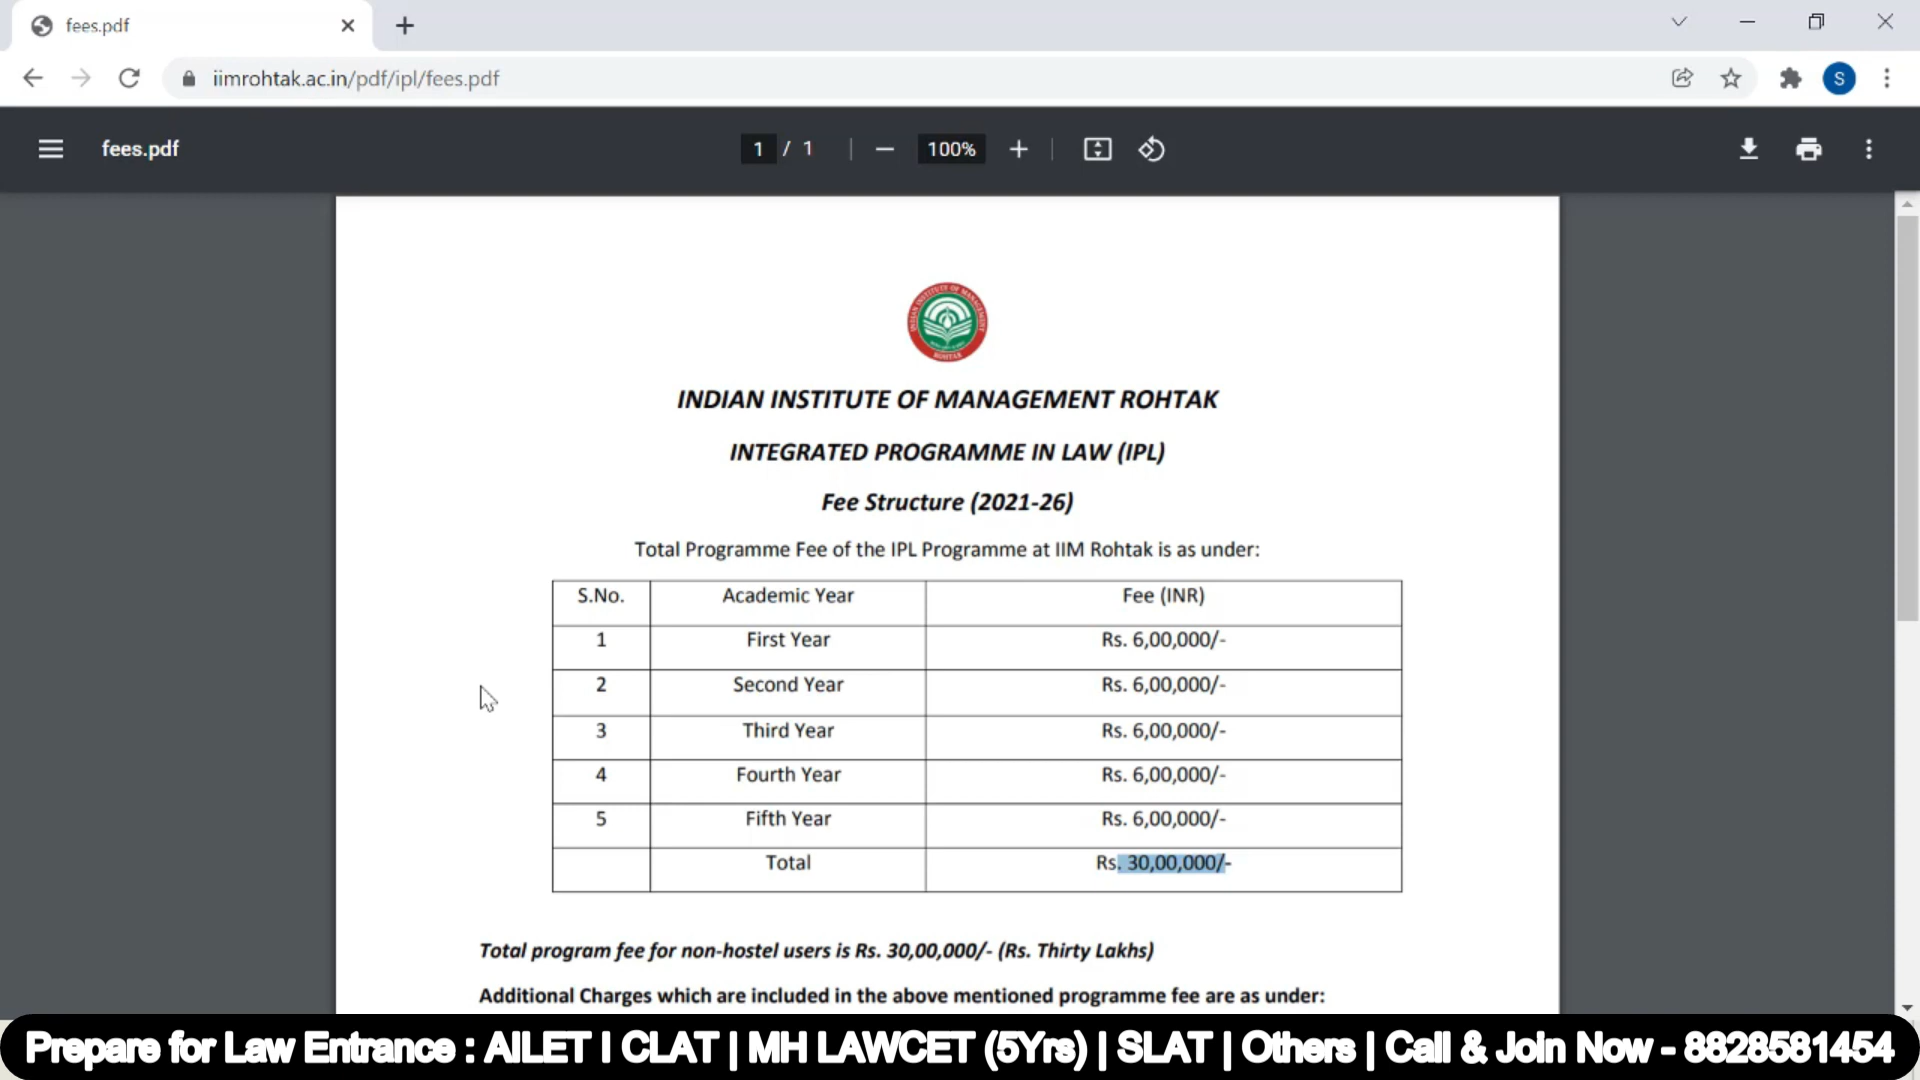 fees.pdf
iimrohtak.ac.in/pdf/ipl/fees.pdf
S
fees.pdf
1 / 1
100%
INDIAN INSTITUTE OF MANAGEMENT
ROHTAK
INDIAN INSTITUTE OF MANAGEMENT ROHTAK
INTEGRATED PROGRAMME IN LAW (IPL)
Fee Structure (2021-26)
Total Programme Fee of the IPL Programme at IIM Rohtak is as under:
S.No. Academic Year Fee (INR)
1 First Year Rs. 6,00,000/-
2 Second Year Rs. 6,00,000/-
3 Third Year Rs. 6,00,000/-
4 Fourth Year Rs. 6,00,000/-
5 Fifth Year Rs. 6,00,000/-
Total Rs. 30,00,000/-
Total program fee for non-hostel users is Rs. 30,00,000/- (Rs. Thirty Lakhs)
Additional Charges which are included in the above mentioned programme fee are as under:
Prepare for Law Entrance : AILET I CLAT | MH LAWCET (5Yrs) | SLAT | Others | Call & Join Now - 8828581454